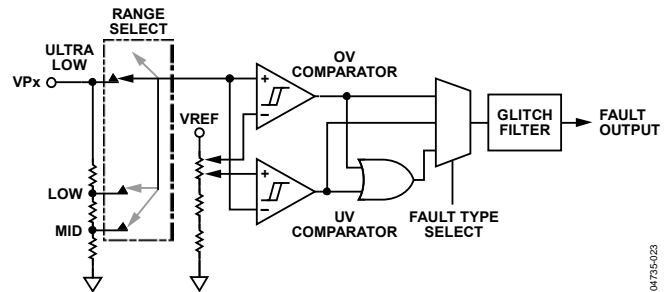 RANGE
SELECT
ULTRA
LOW
VPx
OV
COMPARATOR
VREF
+
−
+
−
GLITCH
FILTER
FAULT
OUTPUT
LOW
MID
UV
COMPARATOR
FAULT TYPE
SELECT
04735-023